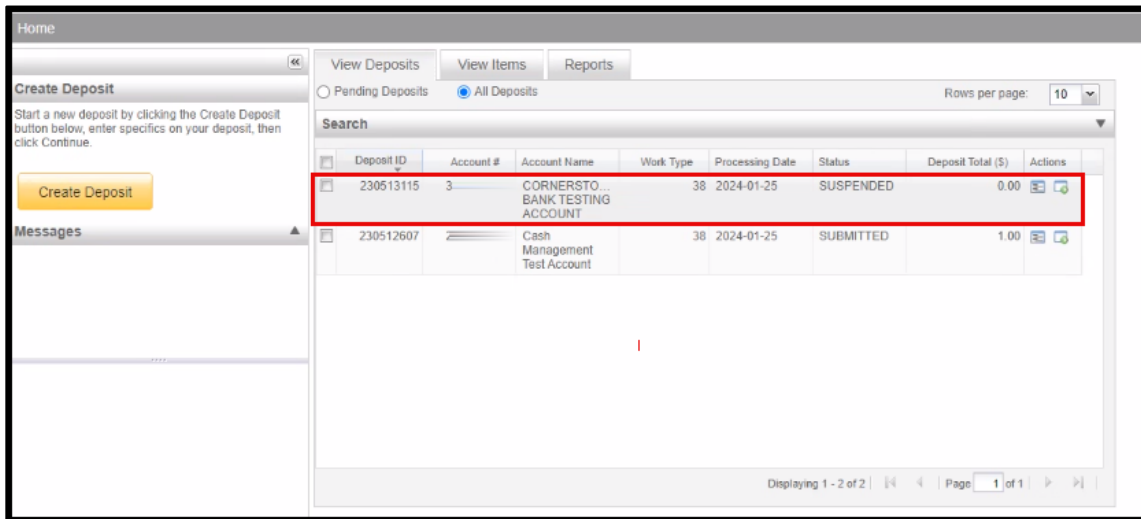 Home
View Deposits View Items Reports
Create Deposit
Pending Deposits All Deposits Rows per page: 10
Start a new deposit by clicking the Create Deposit
button below, enter specifics on your deposit, then
click Continue.
Search
Deposit ID Account # Account Name Work Type Processing Date Status Deposit Total ($) Actions
Create Deposit
230513115 3 CORNERSTO... 38 2024-01-25 SUSPENDED 0.00
BANK TESTING
ACCOUNT
Messages
230512607 Cash 38 2024-01-25 SUBMITTED 1.00
Management
Test Account
Displaying 1 - 2 of 2 Page 1 of 1